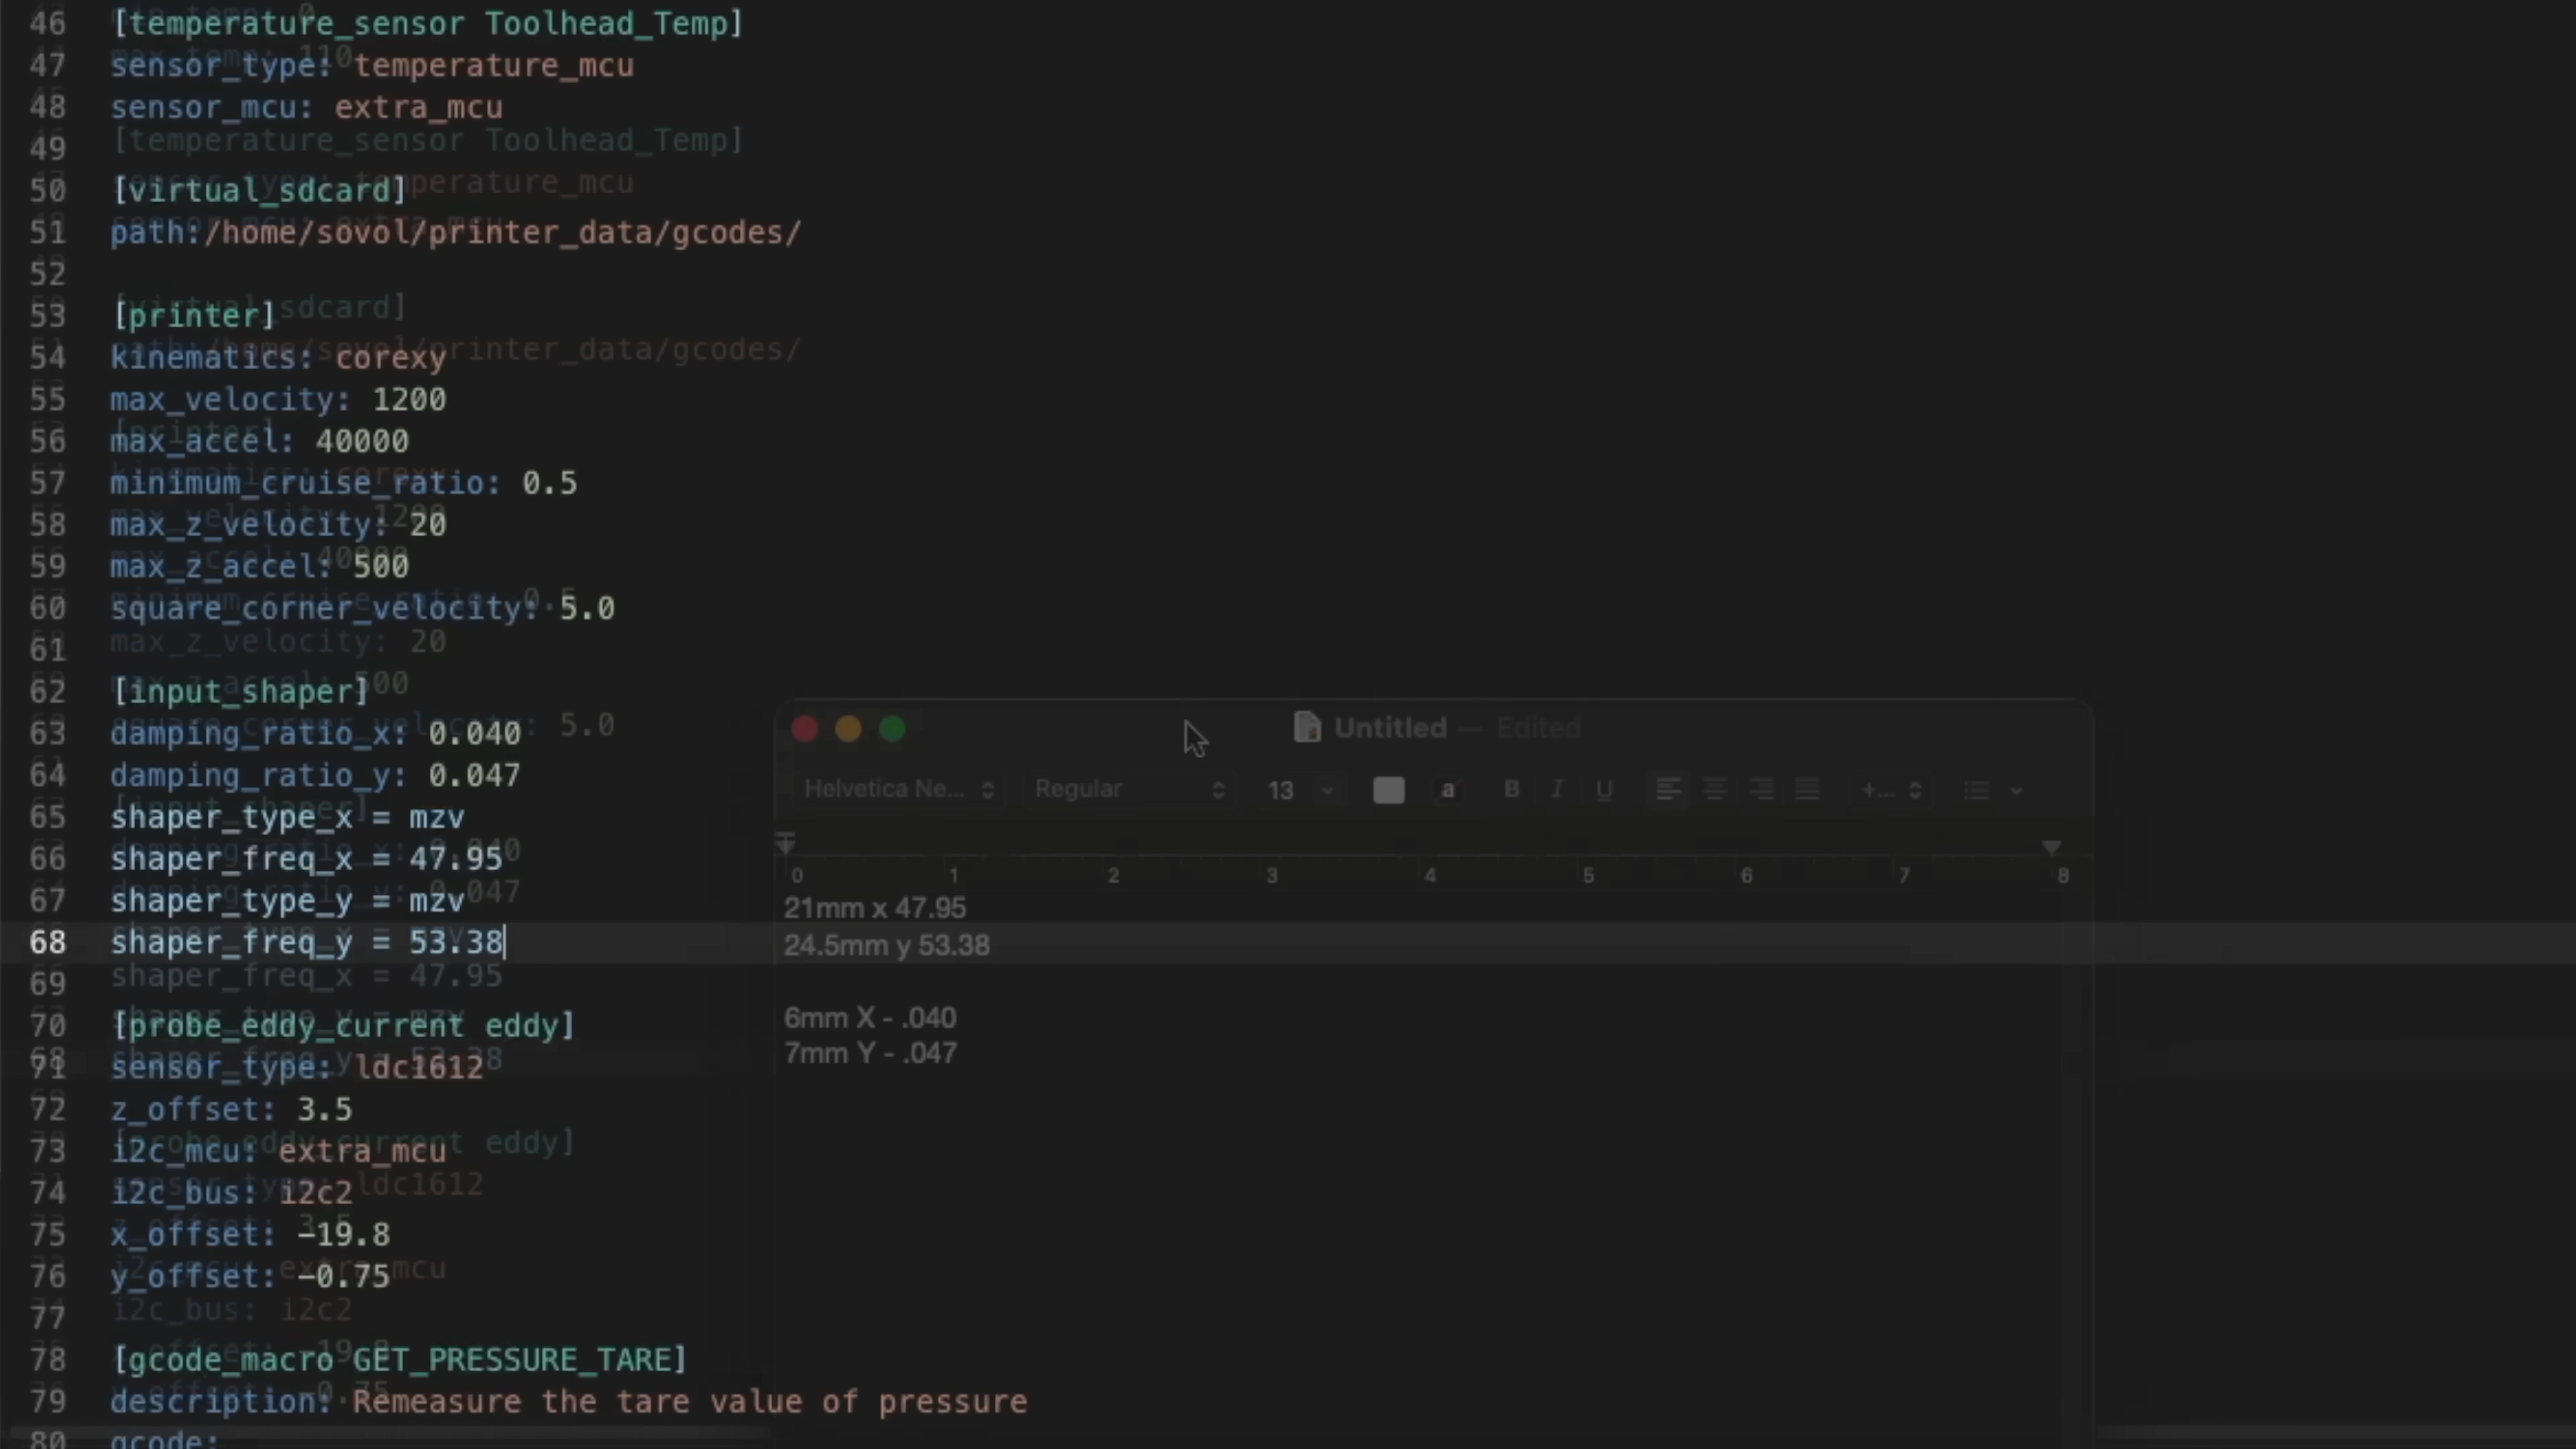 46 [temperature_sensor Toolhead_Temp]
47 sensor_type: temperature_mcu
48 sensor_mcu: extra_mcu
49
50 [virtual_sdcard]
51 path:/home/sovol/printer_data/gcodes/
52
53 [printer]
54 kinematics: corexy
55 max_velocity: 1200
56 max_accel: 40000
57 minimum_cruise_ratio: 0.5
58 max_z_velocity: 20
59 max_z_accel: 500
60 square_corner_velocity: 5.0
61
62 [input_shaper]
63 damping_ratio_x: 0.040
64 damping_ratio_y: 0.047
65 shaper_type_x = mzv
66 shaper_freq_x = 47.95
67 shaper_type_y = mzv
68 shaper_freq_y = 53.38
69
70 [probe_eddy_current eddy]
71 sensor_type: ldc1612
72 z_offset: 3.5
73 i2c_mcu: extra_mcu
74 i2c_bus: i2c2
75 x_offset: -19.8
76 y_offset: -0.75
77
78 [gcode_macro GET_PRESSURE_TARE]
79 description: Remeasure the tare value of pressure
80 gcode:
Untitled — Edited
Helvetica Ne... Regular 13 a B I U +...
0 1 2 3 4 5 6 7 8
21mm x 47.95
24.5mm y 53.38
6mm X - .040
7mm Y - .047